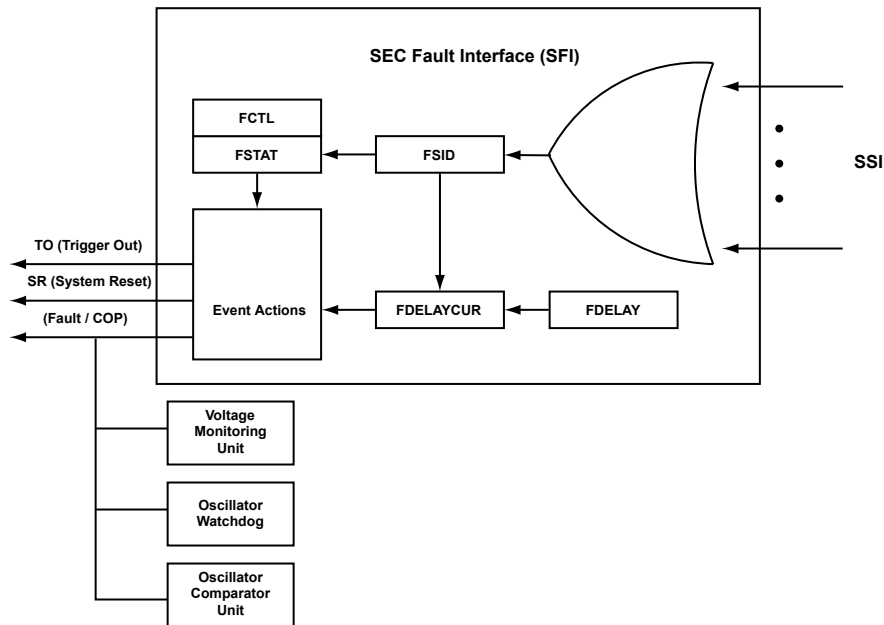 SEC Fault Interface (SFI)
FCTL
FSTAT
FSID
SSI
TO (Trigger Out)
SR (System Reset)
(Fault / COP)
Event Actions
FDELAYCUR
FDELAY
Voltage
Monitoring
Unit
Oscillator
Watchdog
Oscillator
Comparator
Unit